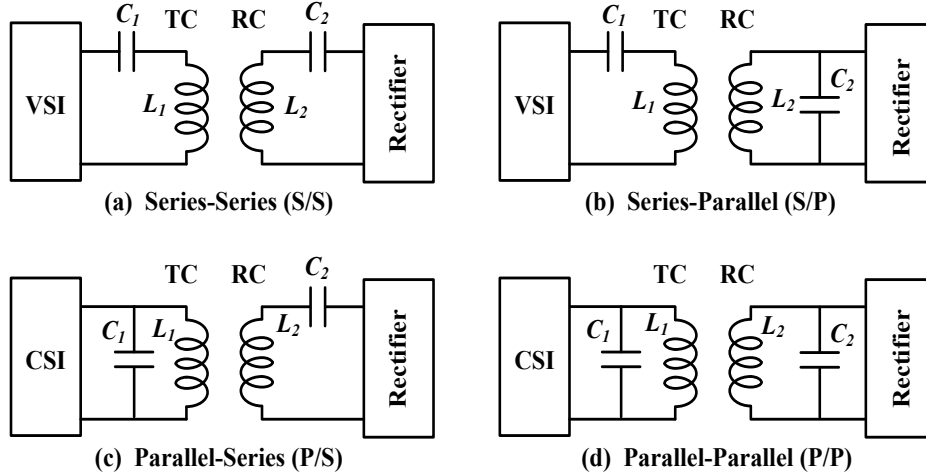 C1 TC RC C2
VSI
L1
L2
Rectifier
(a) Series-Series (S/S)
C1 TC RC
VSI
L1
L2
C2
Rectifier
(b) Series-Parallel (S/P)
TC RC C2
CSI
C1
L1
L2
Rectifier
(c) Parallel-Series (P/S)
TC RC
CSI
C1
L1
L2
C2
Rectifier
(d) Parallel-Parallel (P/P)